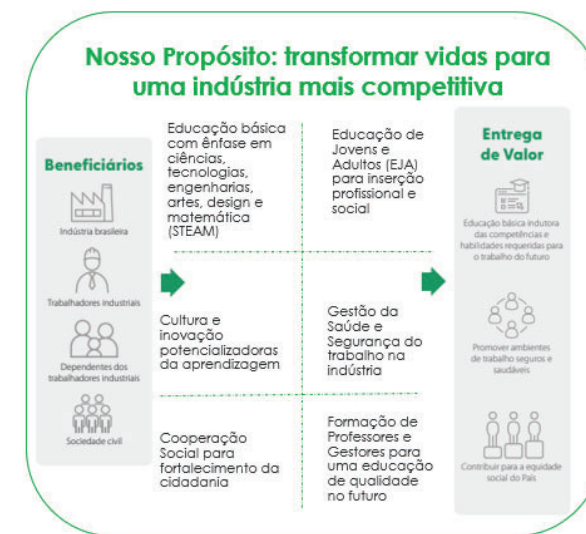 Nosso Propósito: transformar vidas para
uma indústria mais competitiva
Beneficiários
Indústria brasileira
Trabalhadores industriais
Dependentes dos
trabalhadores industriais
Sociedade civil
Educação básica
com ênfase em
ciências,
tecnologias,
engenharias,
artes, design e
matemática
(STEAM)
Educação de
Jovens e
Adultos (EJA)
para inserção
profissional e
social
Cultura e
inovação
potencializadoras
da aprendizagem
Gestão da
Saúde e
Segurança do
trabalho na
indústria
Cooperação
Social para
fortalecimento da
cidadania
Formação de
Professores e
Gestores para
uma educação
de qualidade
no futuro
Entrega
de Valor
Educação básica indutora
das competências e
habilidades requeridas para
o trabalho do futuro
Promover ambientes
de trabalho seguros e
saudáveis
Contribuir para a equidade
social do País